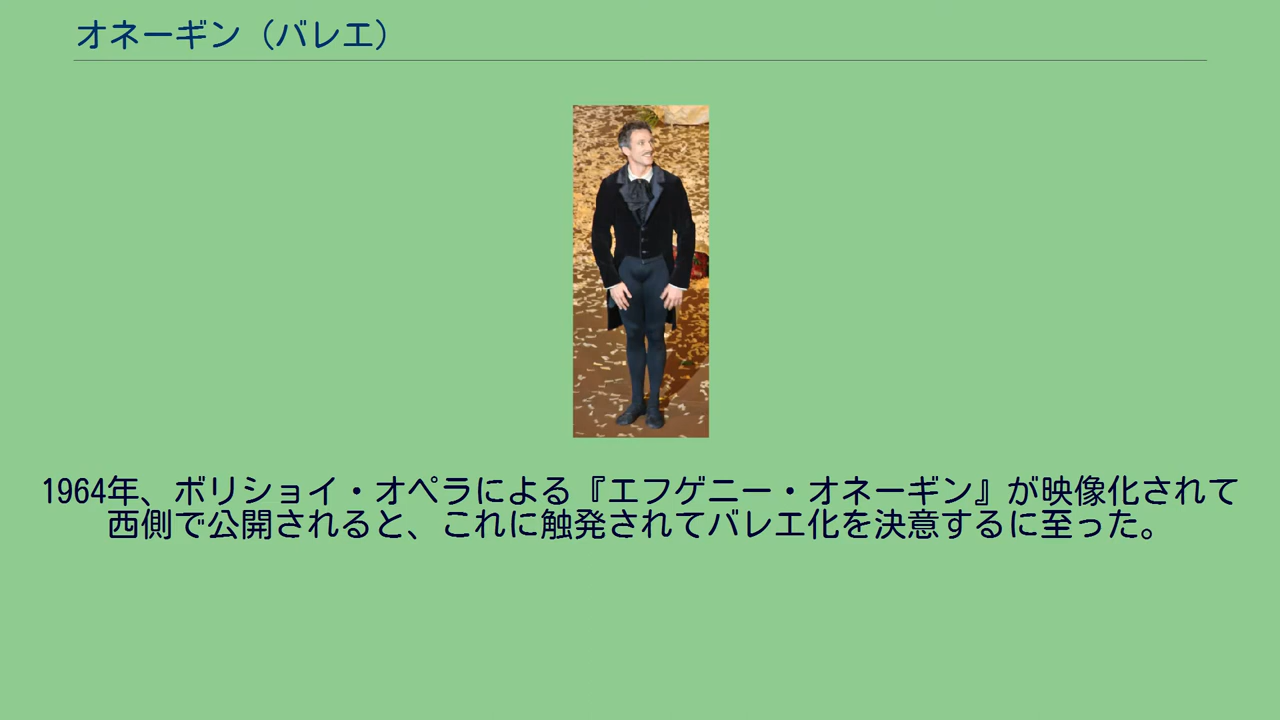 オネーギン（バレエ）
1964年、ボリショイ・オペラによる『エフゲニー・オネーギン』が映像化されて
西側で公開されると、これに触発されてバレエ化を決意するに至った。